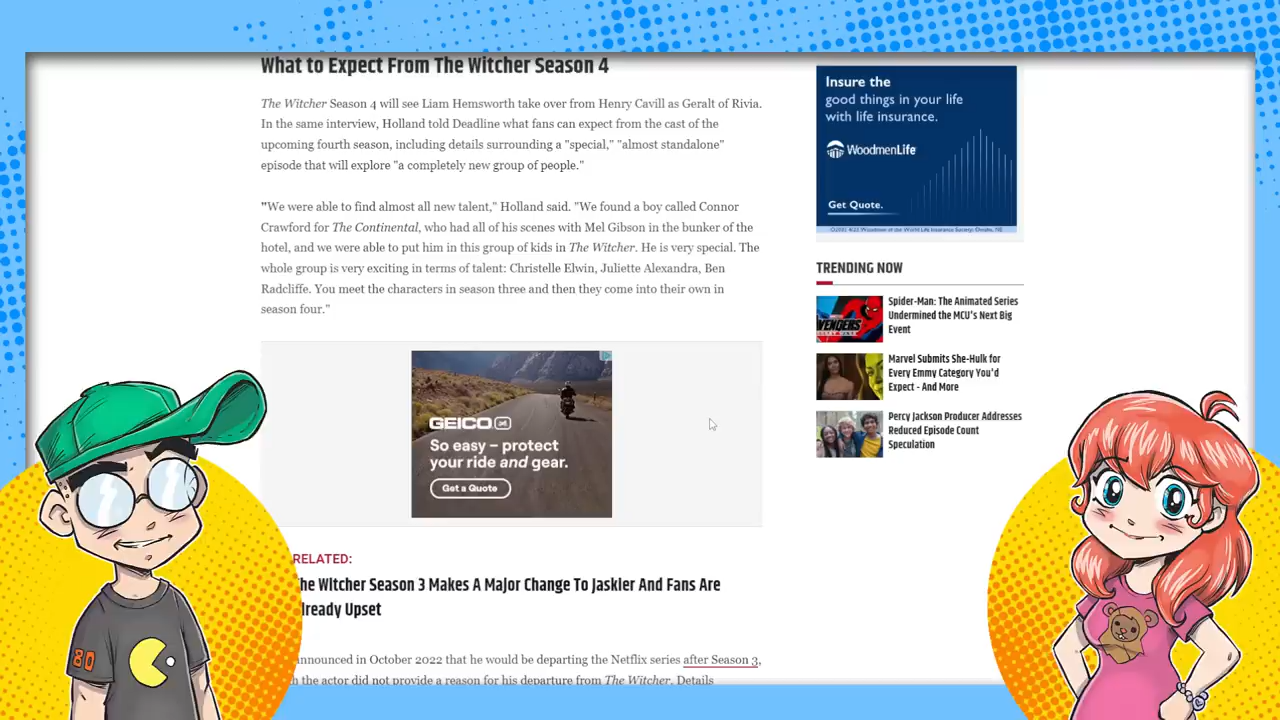 What to Expect From The Witcher Season 4
The Witcher Season 4 will see Liam Hemsworth take over from Henry Cavill as Geralt of Rivia.
In the same interview, Holland told Deadline what fans can expect from the cast of the
upcoming fourth season, including details surrounding a "special," "almost standalone"
episode that will explore "a completely new group of people."
"We were able to find almost all new talent," Holland said. "We found a boy called Connor
Crawford for The Continental, who had all of his scenes with Mel Gibson in the bunker of the
hotel, and we were able to put him in this group of kids in The Witcher. He is very special. The
whole group is very exciting in terms of talent: Christelle Elwin, Juliette Alexandra, Ben
Radcliffe. You meet the characters in season three and then they come into their own in
season four."
GEICO
So easy – protect
your ride and gear.
Get a Quote
RELATED:
he Witcher Season 3 Makes A Major Change To Jaskier And Fans Are
lready Upset
nnounced in October 2022 that he would be departing the Netflix series after Season 3,
the actor did not provide a reason for his departure from The Witcher. Details
Insure the
good things in your life
with life insurance.
WoodmenLife
Get Quote.
TRENDING NOW
Spider-Man: The Animated Series
Undermined the MCU's Next Big
Event
Marvel Submits She-Hulk for
Every Emmy Category You'd
Expect - And More
Percy Jackson Producer Addresses
Reduced Episode Count
Speculation
80